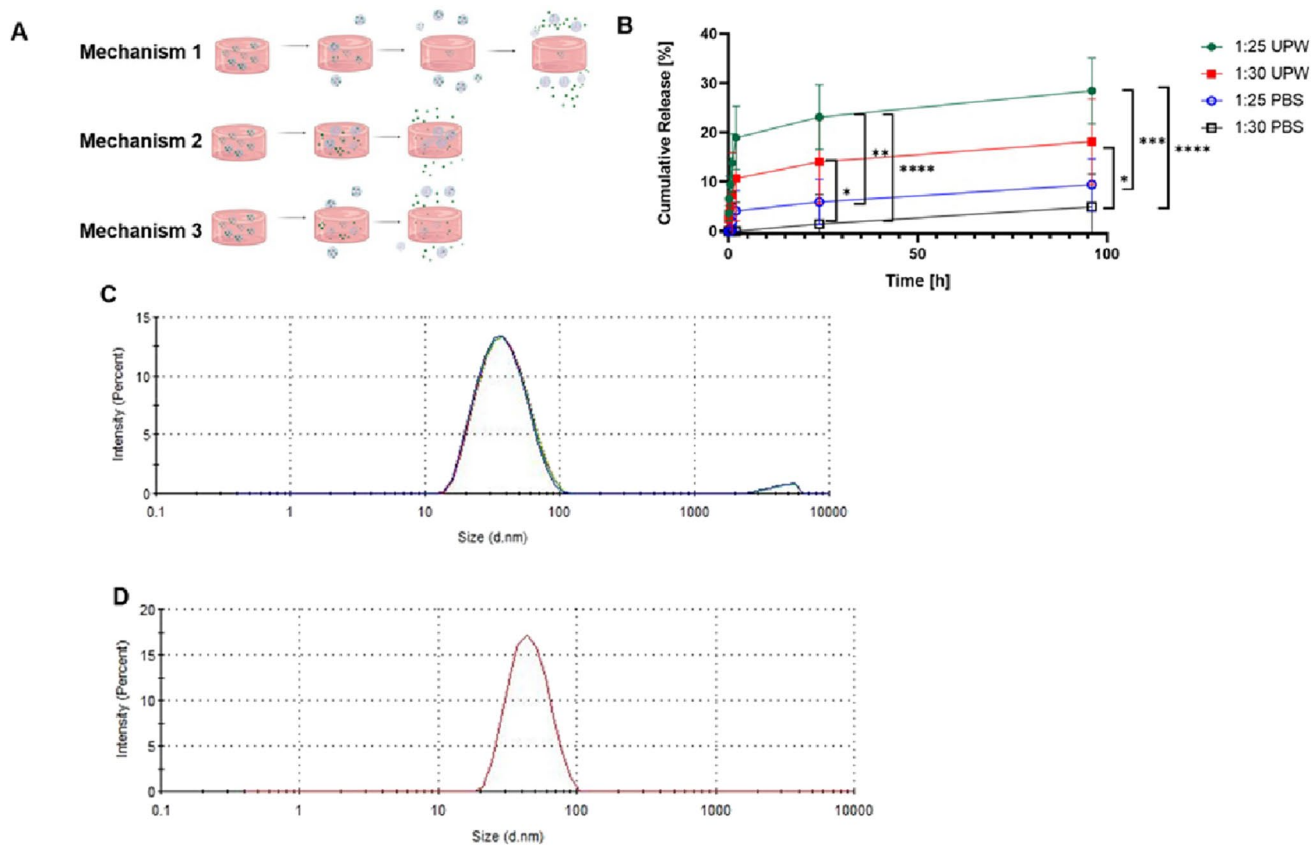 A
Mechanism 1
Mechanism 2
Mechanism 3
B
Cumulative Release [%]
40
30
20
10
0
0
50
100
Time [h]
**
****
*
***
****
*
1:25 UPW
1:30 UPW
1:25 PBS
1:30 PBS
C
Intensity (Percent)
15
10
5
0
0.1
1
10
100
1000
10000
Size (d.nm)
D
Intensity (Percent)
20
15
10
5
0
0.1
1
10
100
1000
10000
Size (d.nm)